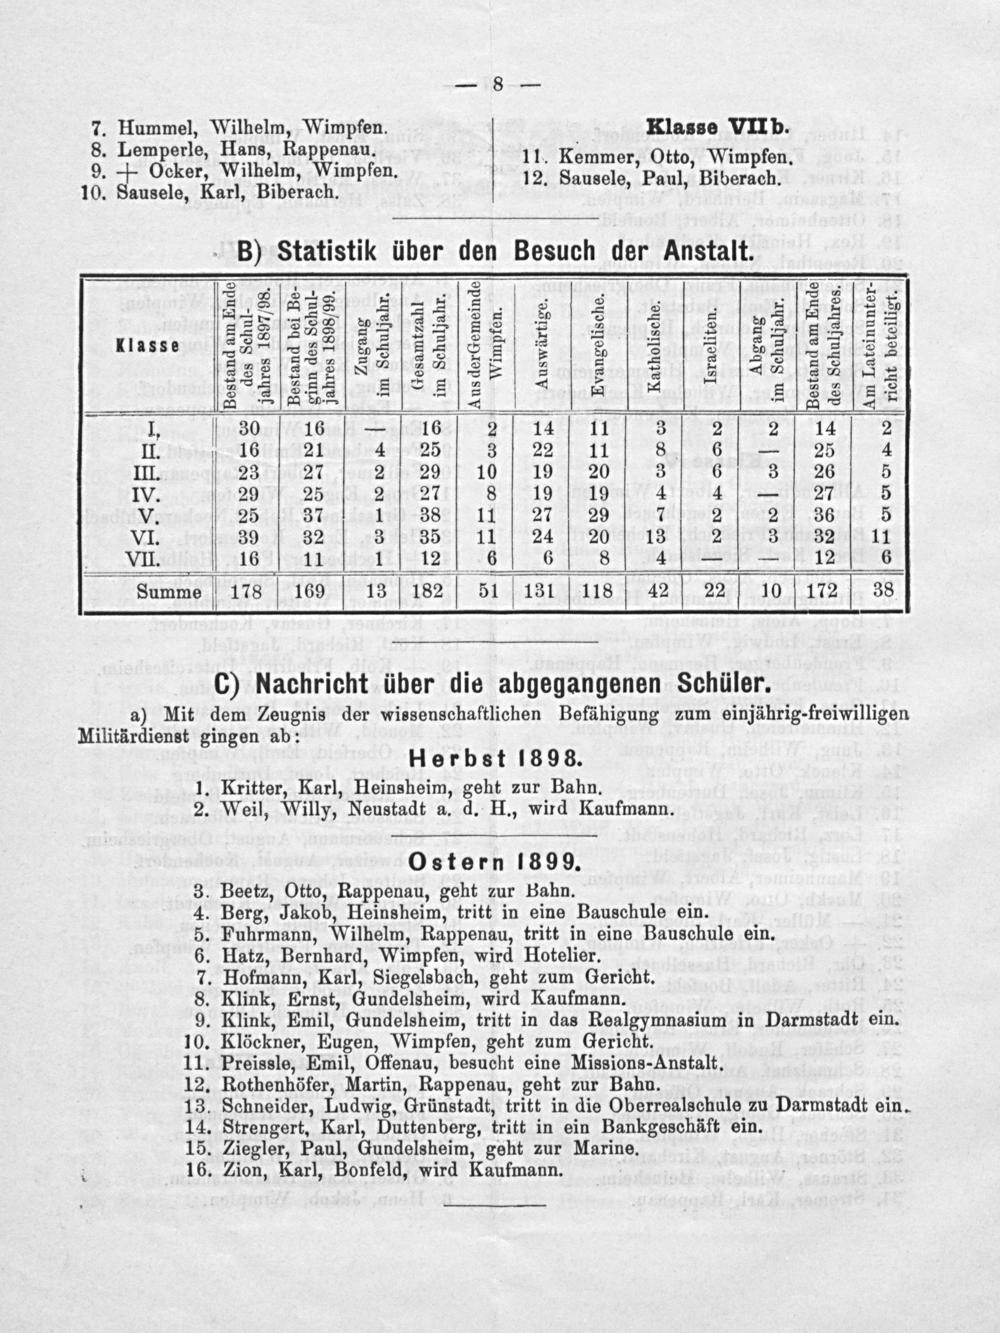 — 8 —
7. Hummel, Wilhelm, Wimpfen.
8. Lemperle, Hans, Rappenau.
9. + Ocker, Wilhelm, Wimpfen.
10. Sausele, Karl, Biberach.
Klasse VIIb.
11. Kemmer, Otto, Wimpfen.
12. Sausele, Paul, Biberach.
B) Statistik über den Besuch der Anstalt.
Klasse | Bestand am Ende des Schul-jahres 1897/98. | Bestand bei Be-ginn des Schul-jahres 1898/99. | Zugang im Schuljahr. | Gesamtzahl im Schuljahr. | Aus der Gemeinde Wimpfen. | Auswärtige. | Evangelische. | Katholische. | Israeliten. | Abgang im Schuljahr. | Bestand am Ende des Schuljahres. | Am Lateinunter-richt beteiligt.
I. 30 16 — 16 2 14 11 3 2 2 14 2
II. 16 21 4 25 3 22 11 8 6 — 25 4
III. 23 27 2 29 10 19 20 3 6 3 26 5
IV. 29 25 2 27 8 19 19 4 4 — 27 5
V. 25 37 1 38 11 27 29 7 2 2 36 5
VI. 39 32 3 35 11 24 20 13 2 3 32 11
VII. 16 11 1 12 6 6 8 4 — — 12 6
Summe 178 169 13 182 51 131 118 42 22 10 172 38
C) Nachricht über die abgegangenen Schüler.
a) Mit dem Zeugnis der wissenschaftlichen Befähigung zum einjährig-freiwilligen
Militärdienst gingen ab:
Herbst 1898.
1. Kritter, Karl, Heinsheim, geht zur Bahn.
2. Weil, Willy, Neustadt a. d. H., wird Kaufmann.
Ostern 1899.
3. Beetz, Otto, Rappenau, geht zur Bahn.
4. Berg, Jakob, Heinsheim, tritt in eine Bauschule ein.
5. Fuhrmann, Wilhelm, Rappenau, tritt in eine Bauschule ein.
6. Hatz, Bernhard, Wimpfen, wird Hotelier.
7. Hofmann, Karl, Siegelsbach, geht zum Gericht.
8. Klink, Ernst, Gundelsheim, wird Kaufmann.
9. Klink, Emil, Gundelsheim, tritt in das Realgymnasium in Darmstadt ein.
10. Klöckner, Eugen, Wimpfen, geht zum Gericht.
11. Preissle, Emil, Offenau, besucht eine Missions-Anstalt.
12. Rothenhöfer, Martin, Rappenau, geht zur Bahn.
13. Schneider, Ludwig, Grünstadt, tritt in die Oberrealschule zu Darmstadt ein.
14. Strengert, Karl, Duttenberg, tritt in ein Bankgeschäft ein.
15. Ziegler, Paul, Gundelsheim, geht zur Marine.
16. Zion, Karl, Bonfeld, wird Kaufmann.